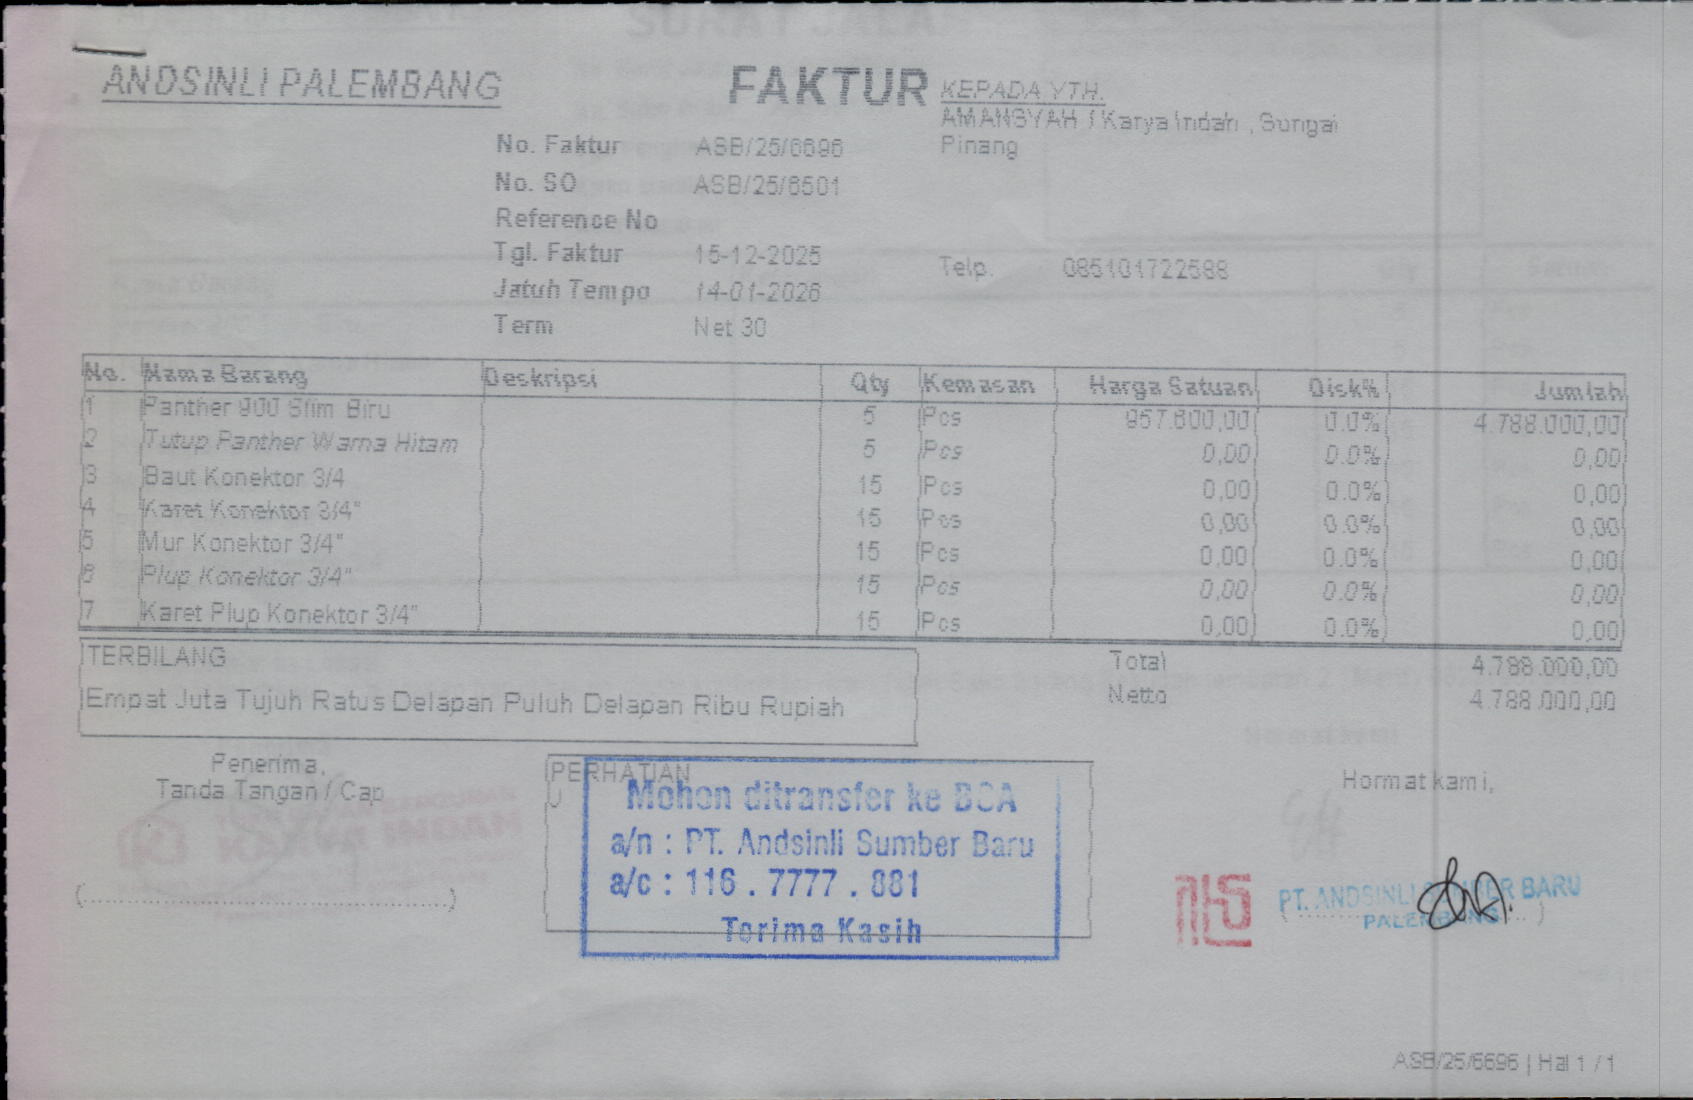 ANDSINLI PALEMBANG
FAKTUR
KEPADA YTH.
AMANSYAH / Karya Indah , Sungai
Pinang
No. Faktur ASB/25/6696
No. SO ASB/25/6501
Reference No
Tgl. Faktur 15-12-2025
Jatuh Tempo 14-01-2026
Term Net 30
Telp. 085101722588
No. Nama Barang Deskripsi Qty Kemasan Harga Satuan Disk% Jumlah
1 Panther 900 Slim Biru 5 Pcs 957.600,00 0.0% 4.788.000,00
2 Tutup Panther Warna Hitam 5 Pcs 0,00 0.0% 0,00
3 Baut Konektor 3/4 15 Pcs 0,00 0.0% 0,00
4 Karet Konektor 3/4" 15 Pcs 0,00 0.0% 0,00
5 Mur Konektor 3/4" 15 Pcs 0,00 0.0% 0,00
6 Plup Konektor 3/4" 15 Pcs 0,00 0.0% 0,00
7 Karet Plup Konektor 3/4" 15 Pcs 0,00 0.0% 0,00
TERBILANG
Empat Juta Tujuh Ratus Delapan Puluh Delapan Ribu Rupiah
Total 4.788.000,00
Netto 4.788.000,00
Penerima,
Tanda Tangan / Cap
(..............................................)
PERHATIAN
Mohon ditransfer ke BCA
a/n : PT. Andsinli Sumber Baru
a/c : 116 . 7777 . 881
Terima Kasih
Hormat kami,
PT. ANDSINLI SUMBER BARU
PALEMBANG
ASB/25/6696 | Hal 1 / 1